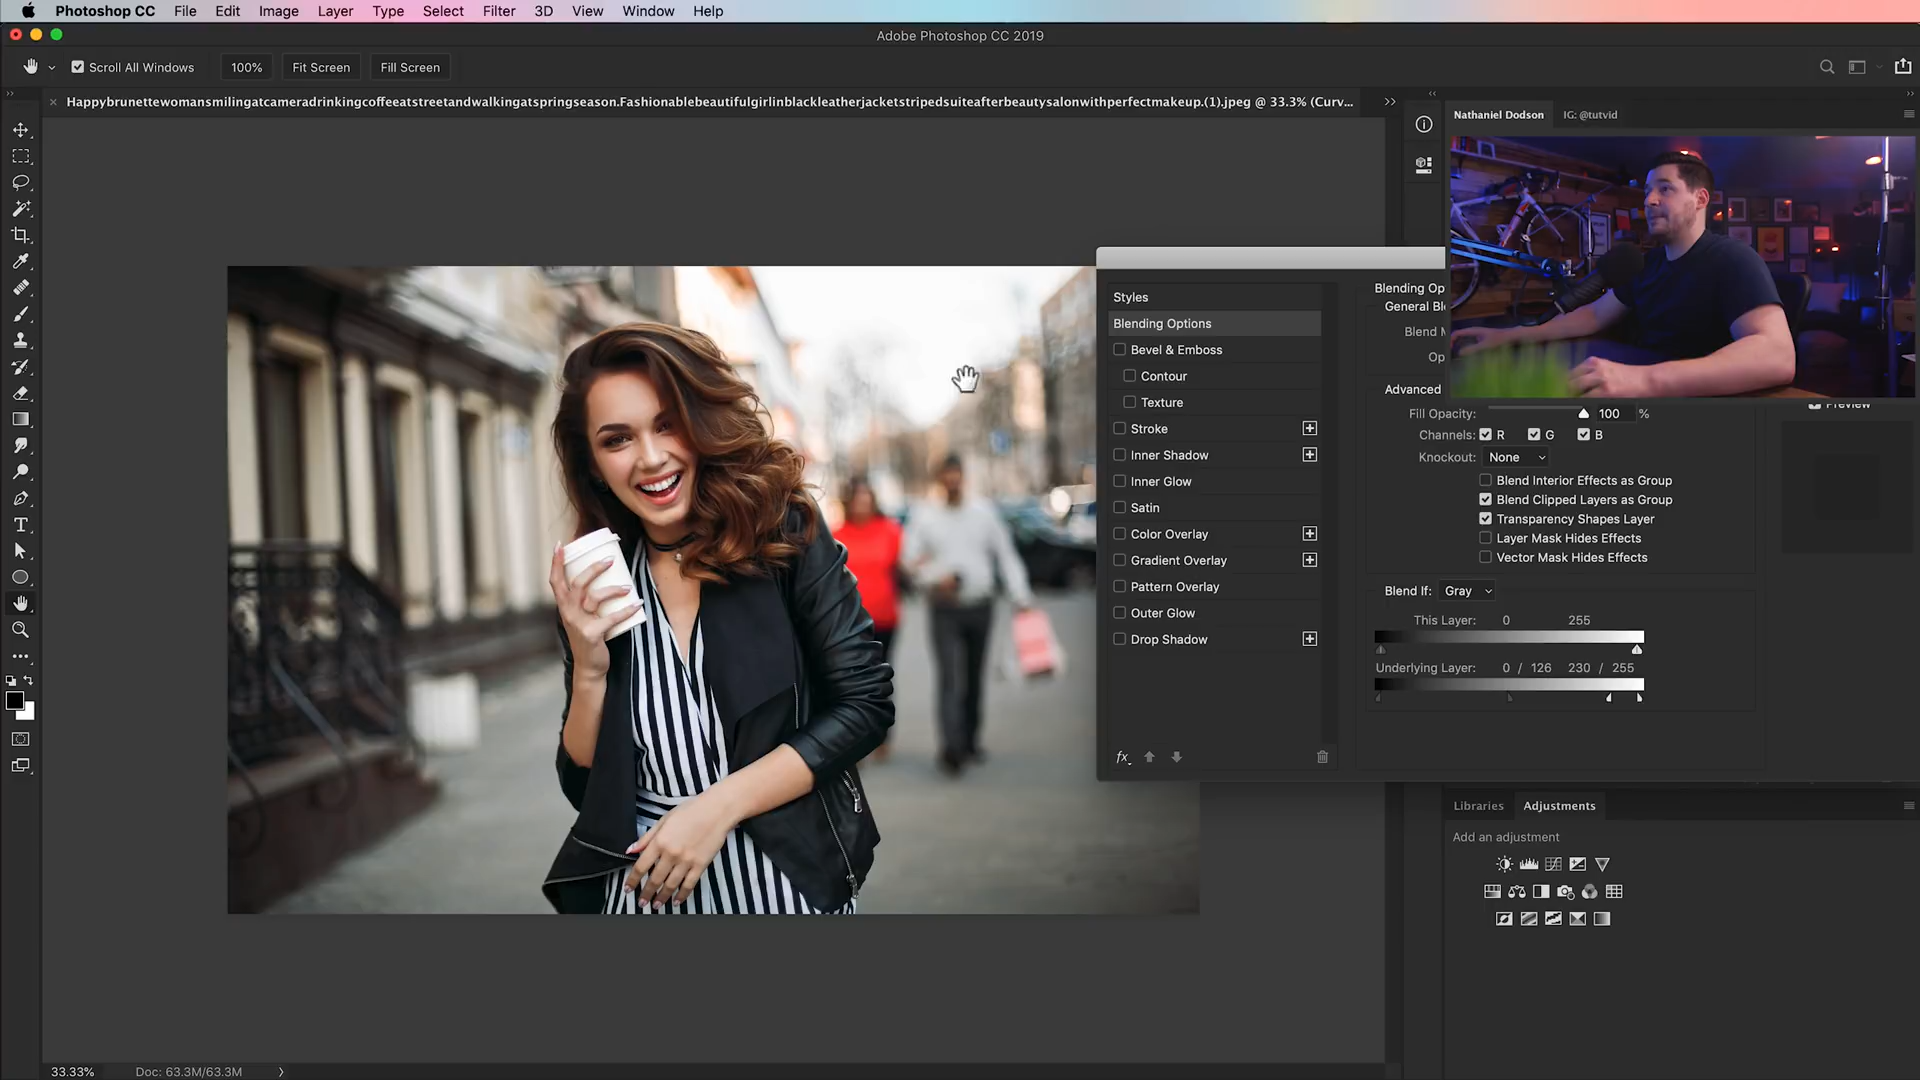 Photoshop CC File Edit Image Layer Type Select Filter 3D View Window Help
Adobe Photoshop CC 2019
Scroll All Windows 100% Fit Screen Fill Screen
HappybrunettewomansmilingatcameradrinkingcoffeeatstreetandwalkingatspringseasonFashionablebeautifulgirlinblackleatherjacketstripedsuiteafterbeautysalonwithperfectmakeup.(1).jpeg @ 33.3% (Curv...
Nathaniel Dodson IG: @tutvid
Styles
Blending Options
Bevel & Emboss
Contour
Texture
Stroke
Inner Shadow
Inner Glow
Satin
Color Overlay
Gradient Overlay
Pattern Overlay
Outer Glow
Drop Shadow
fx
Blending Op
General Bl
Blend M
Op
Advanced
Preview
Fill Opacity: 100 %
Channels: R G B
Knockout: None
Blend Interior Effects as Group
Blend Clipped Layers as Group
Transparency Shapes Layer
Layer Mask Hides Effects
Vector Mask Hides Effects
Blend If: Gray
This Layer: 0 255
Underlying Layer: 0 / 126 230 / 255
Libraries Adjustments
Add an adjustment
33.33% Doc: 63.3M/63.3M